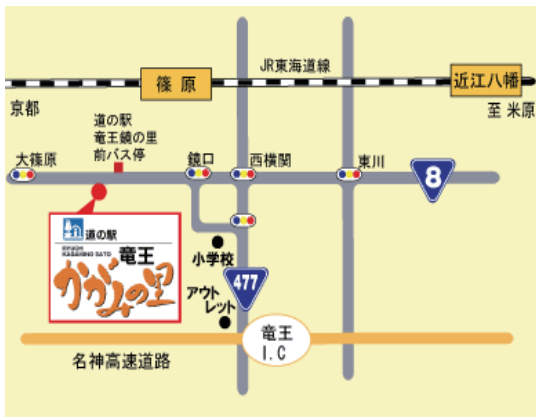 JR東海道線
篠原
近江八幡
京都
至 米原
道の駅
竜王鏡の里
前バス停
大篠原
鏡口
西横関
東川
8
道の駅
RYUOH
KAGAMINO SATO
竜王
かがみの里
小学校
477
アウト
レット
竜王
I.C
名神高速道路